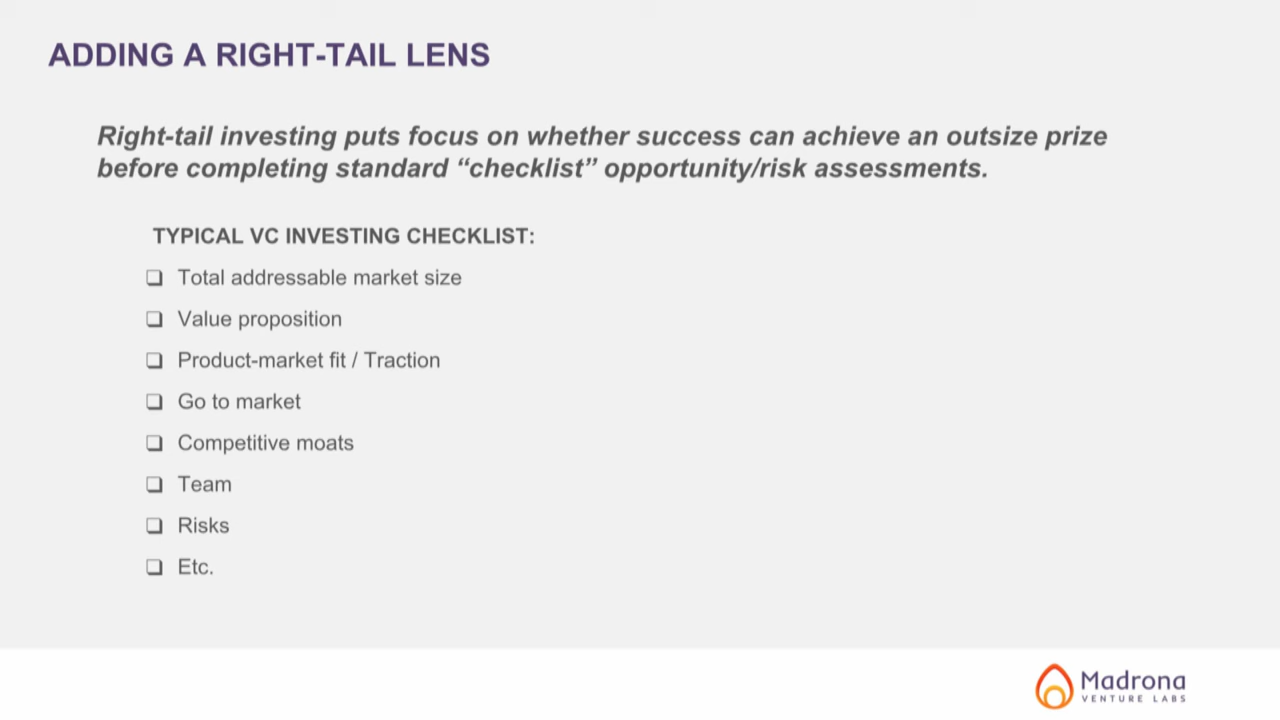 ADDING A RIGHT-TAIL LENS
Right-tail investing puts focus on whether success can achieve an outsize prize
before completing standard “checklist” opportunity/risk assessments.
TYPICAL VC INVESTING CHECKLIST:
❏ Total addressable market size
❏ Value proposition
❏ Product-market fit / Traction
❏ Go to market
❏ Competitive moats
❏ Team
❏ Risks
❏ Etc.
Madrona
VENTURE LABS